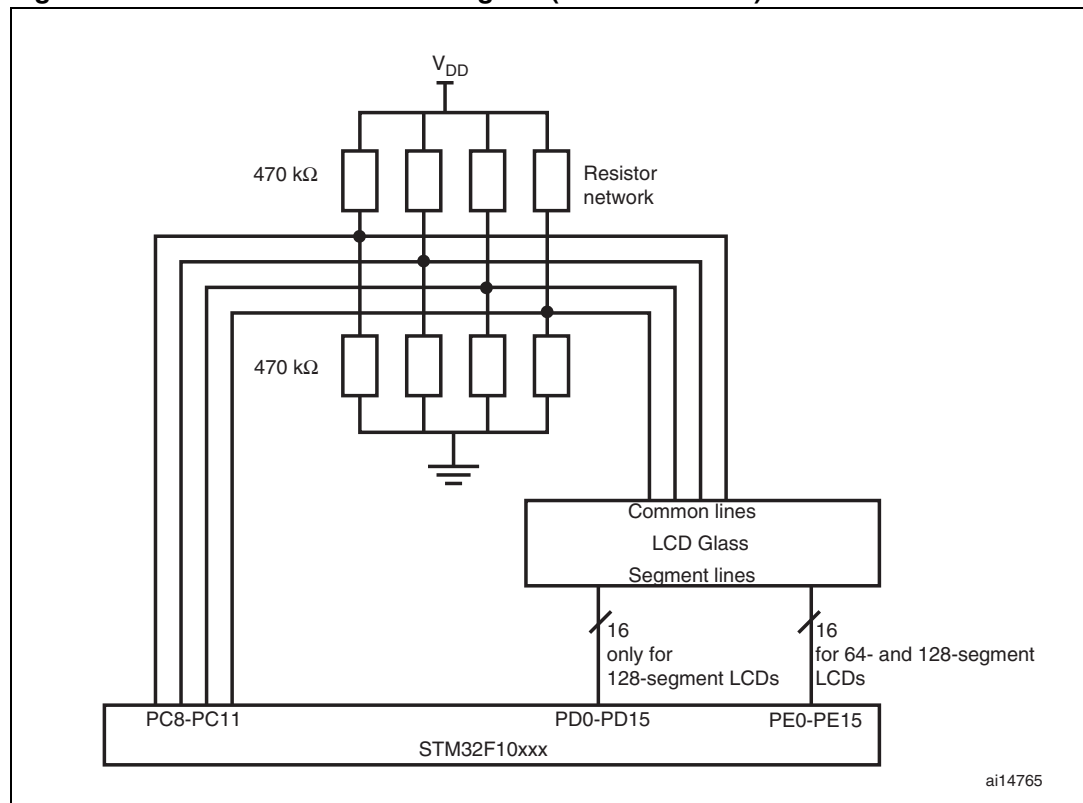 VDD
470 kΩ
Resistor
network
470 kΩ
Common lines
LCD Glass
Segment lines
16
only for
128-segment LCDs
16
for 64- and 128-segment
LCDs
PC8-PC11
PD0-PD15
PE0-PE15
STM32F10xxx
ai14765